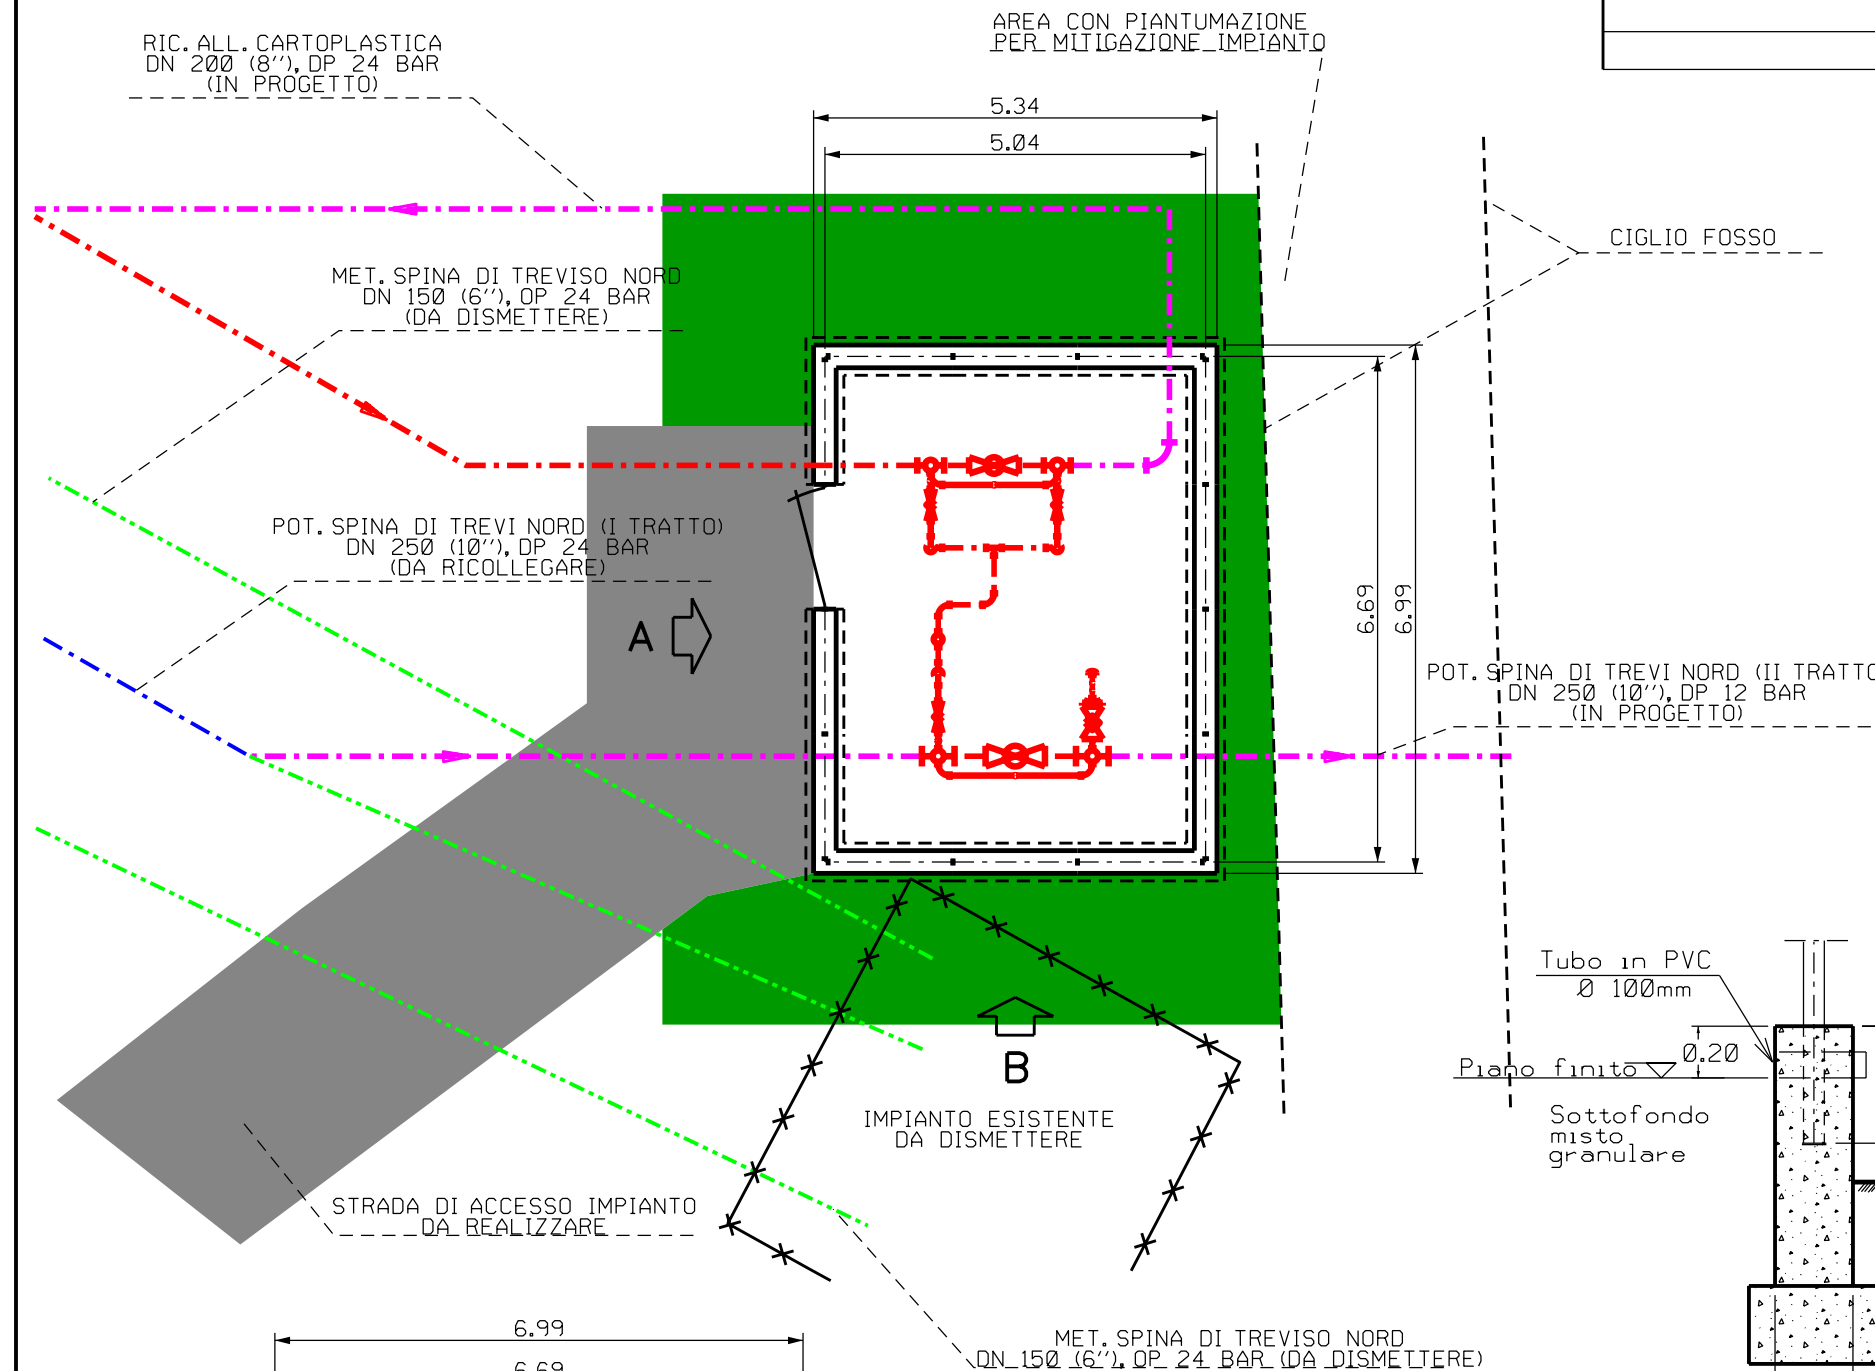 RIC. ALL. CARTOPLASTICA
DN 200 (8''), DP 24 BAR
(IN PROGETTO)
AREA CON PIANTUMAZIONE
PER MITIGAZIONE IMPIANTO
5.34
5.04
CIGLIO FOSSO
MET. SPINA DI TREVISO NORD
DN 150 (6''), OP 24 BAR
(DA DISMETTERE)
POT. SPINA DI TREVI NORD (I TRATTO)
DN 250 (10''), DP 24 BAR
(DA RICOLLEGARE)
A
6.69
6.99
POT. SPINA DI TREVI NORD (II TRATTO
DN 250 (10''), DP 12 BAR
(IN PROGETTO)
Tubo in PVC
Ø 100mm
0.20
Piano finito
Sottofondo
misto
granulare
B
IMPIANTO ESISTENTE
DA DISMETTERE
STRADA DI ACCESSO IMPIANTO
DA REALIZZARE
6.99
6.69
MET. SPINA DI TREVISO NORD
DN 150 (6''), OP 24 BAR (DA DISMETTERE)